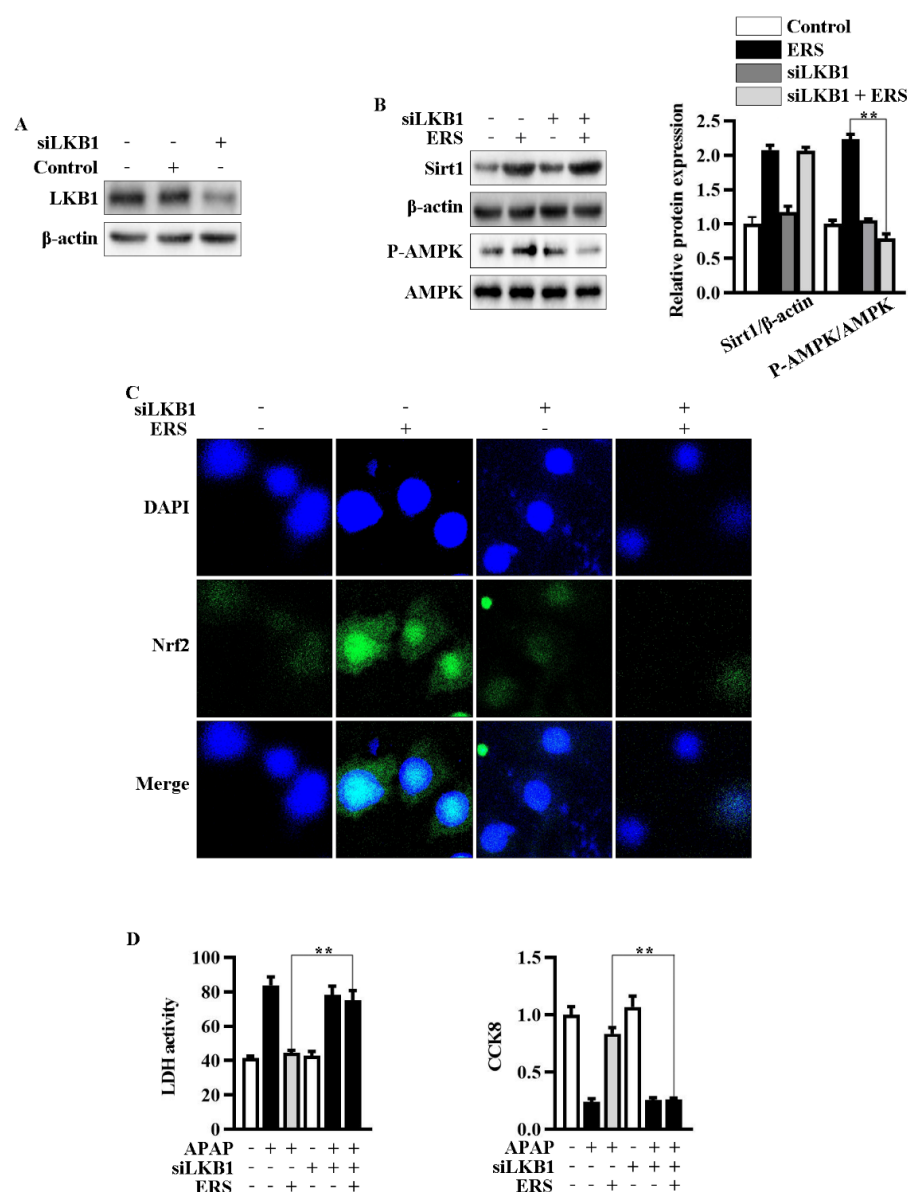 Control
ERS
siLKB1
siLKB1 + ERS
A
siLKB1 - - +
Control - + -
LKB1
β-actin
B
siLKB1 - - + +
ERS - + - +
Sirt1
β-actin
P-AMPK
AMPK
Relative protein expression
2.5
2.0
1.5
1.0
0.5
0.0
**
Sirt1/β-actin
P-AMPK/AMPK
C
siLKB1 - - + +
ERS - + - +
DAPI
Nrf2
Merge
D
LDH activity
100
80
60
40
20
0
**
APAP - + + - + +
siLKB1 - - - + + +
ERS - - + - - +
CCK8
1.5
1.0
0.5
0.0
**
APAP - + + - + +
siLKB1 - - - + + +
ERS - - + - - +